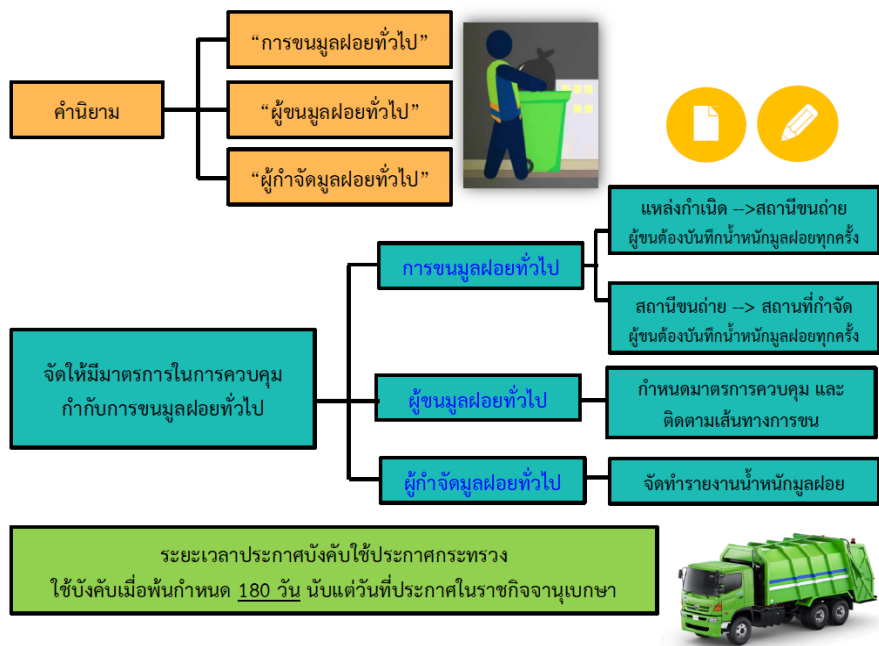 คำนิยาม
“การขนมูลฝอยทั่วไป”
“ผู้ขนมูลฝอยทั่วไป”
“ผู้กำจัดมูลฝอยทั่วไป”
จัดให้มีมาตรการในการควบคุม
กำกับการขนมูลฝอยทั่วไป
การขนมูลฝอยทั่วไป
แหล่งกำเนิด -->สถานีขนถ่าย
ผู้ขนต้องบันทึกน้ำหนักมูลฝอยทุกครั้ง
สถานีขนถ่าย --> สถานที่กำจัด
ผู้ขนต้องบันทึกน้ำหนักมูลฝอยทุกครั้ง
ผู้ขนมูลฝอยทั่วไป
กำหนดมาตรการควบคุม และ
ติดตามเส้นทางการขน
ผู้กำจัดมูลฝอยทั่วไป
จัดทำรายงานน้ำหนักมูลฝอย
ระยะเวลาประกาศบังคับใช้ประกาศกระทรวง
ใช้บังคับเมื่อพ้นกำหนด 180 วัน นับแต่วันที่ประกาศในราชกิจจานุเบกษา